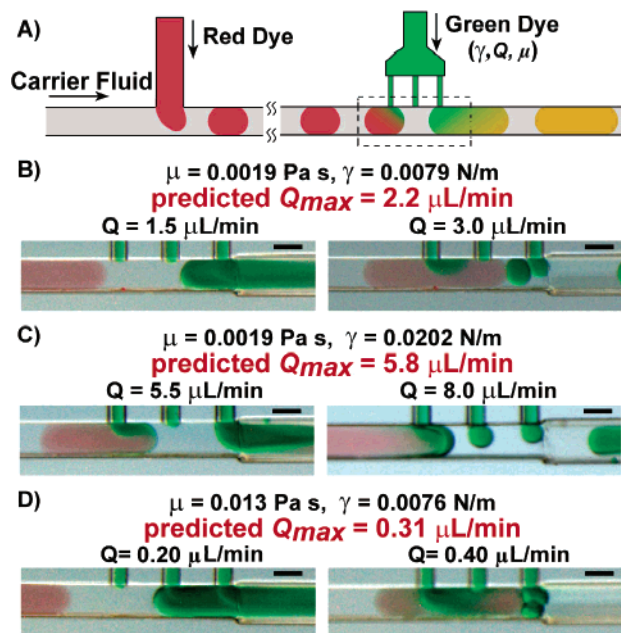 A)
Red Dye
Green Dye
(γ, Q, μ)
Carrier Fluid
B)
μ = 0.0019 Pa s, γ = 0.0079 N/m
predicted Qmax = 2.2 μL/min
Q = 1.5 μL/min Q = 3.0 μL/min
C)
μ = 0.0019 Pa s, γ = 0.0202 N/m
predicted Qmax = 5.8 μL/min
Q = 5.5 μL/min Q = 8.0 μL/min
D)
μ = 0.013 Pa s, γ = 0.0076 N/m
predicted Qmax = 0.31 μL/min
Q= 0.20 μL/min Q= 0.40 μL/min